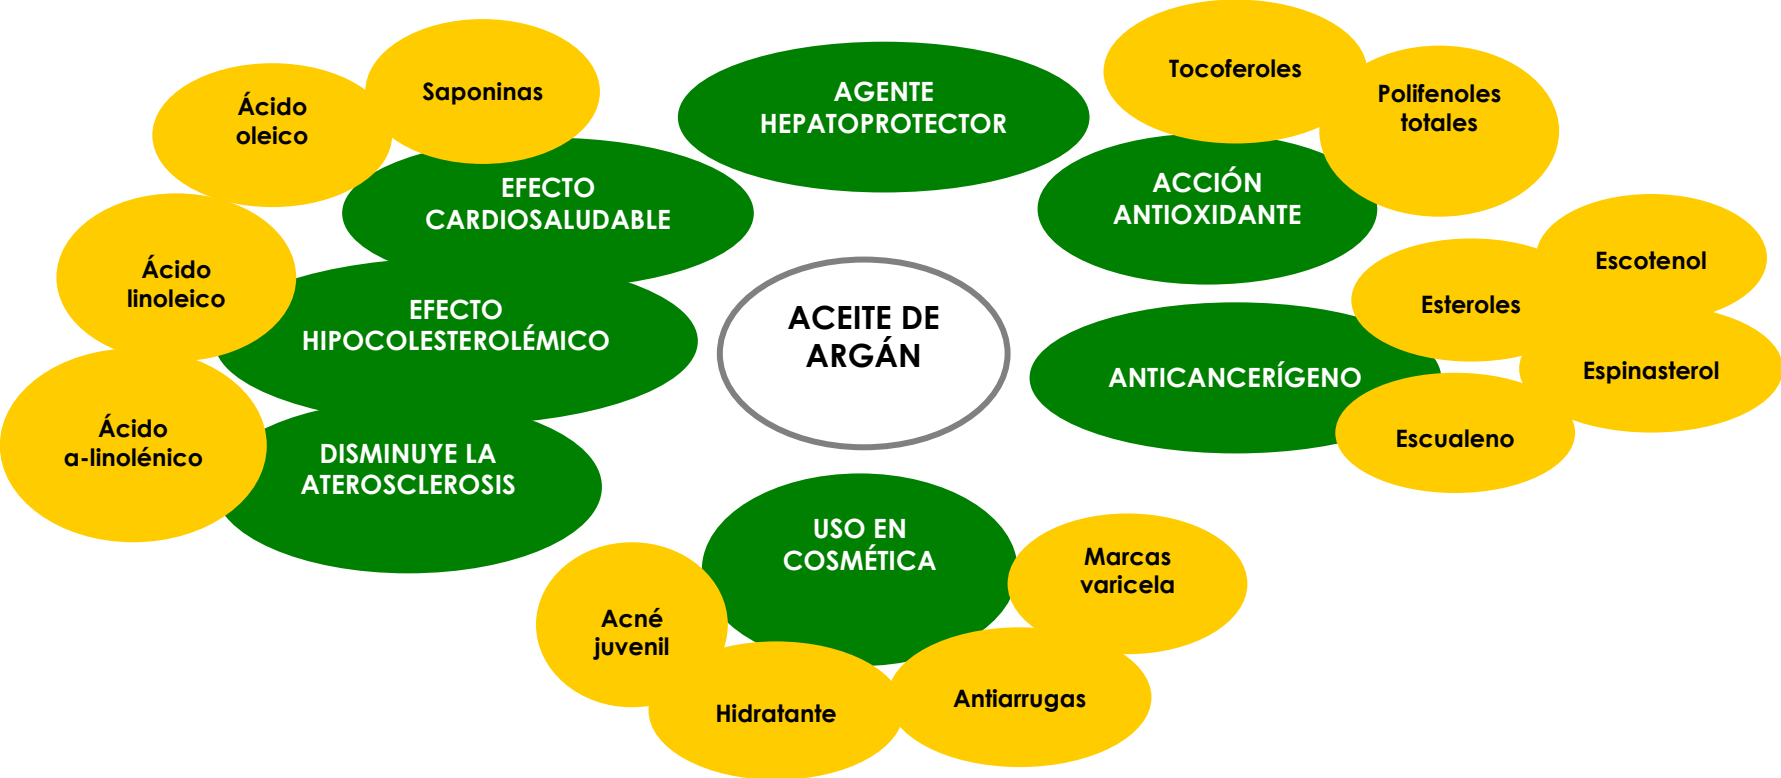 Saponinas
Ácido
oleico
Ácido
linoleico
Ácido
α-linolénico
EFECTO
CARDIOSALUDABLE
EFECTO
HIPOCOLESTEROLÉMICO
DISMINUYE LA
ATEROSCLEROSIS
AGENTE
HEPATOPROTECTOR
ACEITE DE
ARGÁN
Tocoferoles
Polifenoles
totales
ACCIÓN
ANTIOXIDANTE
Escotenol
Esteroles
ANTICANCERÍGENO
Espinasterol
Escualeno
USO EN
COSMÉTICA
Marcas
varicela
Acné
juvenil
Hidratante
Antiarrugas